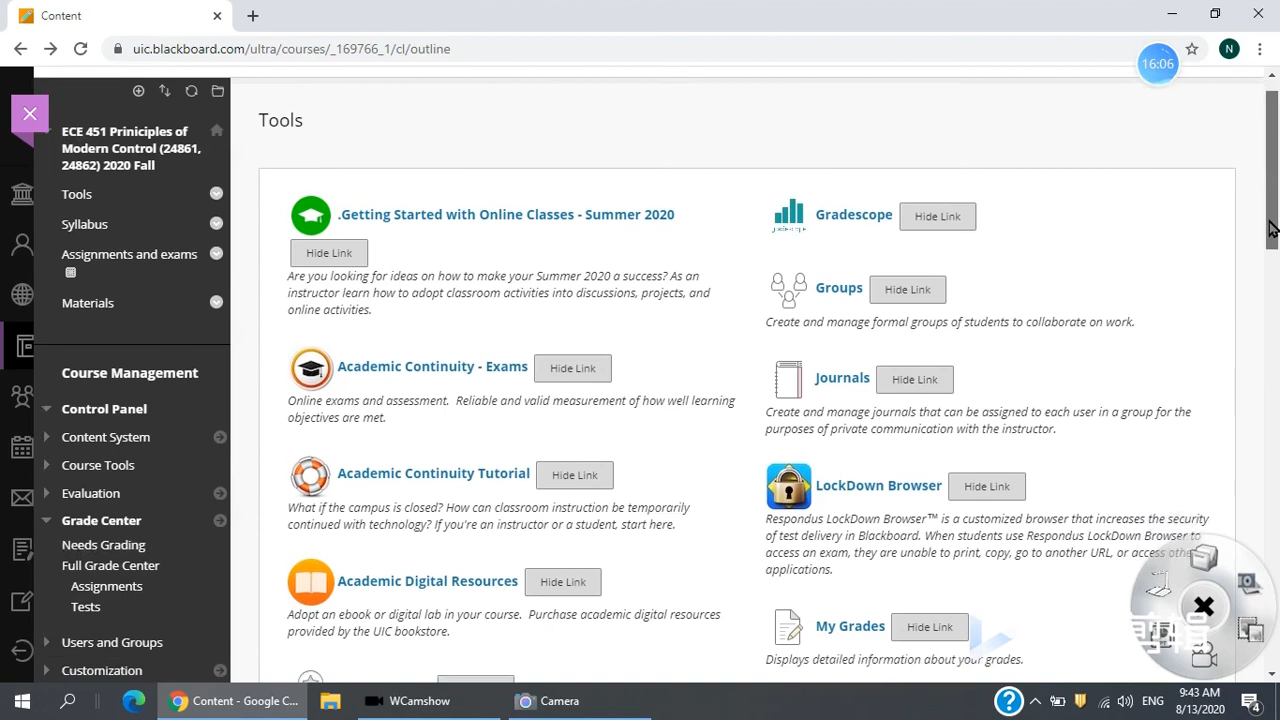 Content
uic.blackboard.com/ultra/courses/_169766_1/cl/outline
N
16:06
ECE 451 Priniciples of
Modern Control (24861,
24862) 2020 Fall
Tools
Syllabus
Assignments and exams
Materials
Course Management
Control Panel
Content System
Course Tools
Evaluation
Grade Center
Needs Grading
Full Grade Center
Assignments
Tests
Users and Groups
Customization
Tools
.Getting Started with Online Classes - Summer 2020
Hide Link
Are you looking for ideas on how to make your Summer 2020 a success? As an
instructor learn how to adopt classroom activities into discussions, projects, and
online activities.
Academic Continuity - Exams Hide Link
Online exams and assessment. Reliable and valid measurement of how well learning
objectives are met.
Academic Continuity Tutorial Hide Link
What if the campus is closed? How can classroom instruction be temporarily
continued with technology? If you're an instructor or a student, start here.
Academic Digital Resources Hide Link
Adopt an ebook or digital lab in your course. Purchase academic digital resources
provided by the UIC bookstore.
Gradescope Hide Link
Groups Hide Link
Create and manage formal groups of students to collaborate on work.
Journals Hide Link
Create and manage journals that can be assigned to each user in a group for the
purposes of private communication with the instructor.
LockDown Browser Hide Link
Respondus LockDown Browser™ is a customized browser that increases the security
of test delivery in Blackboard. When students use Respondus LockDown Browser to
access an exam, they are unable to print, copy, go to another URL, or access other
applications.
My Grades Hide Link
Displays detailed information about your grades.
Content - Google C...
WCamshow
Camera
ENG
9:43 AM
8/13/2020
4